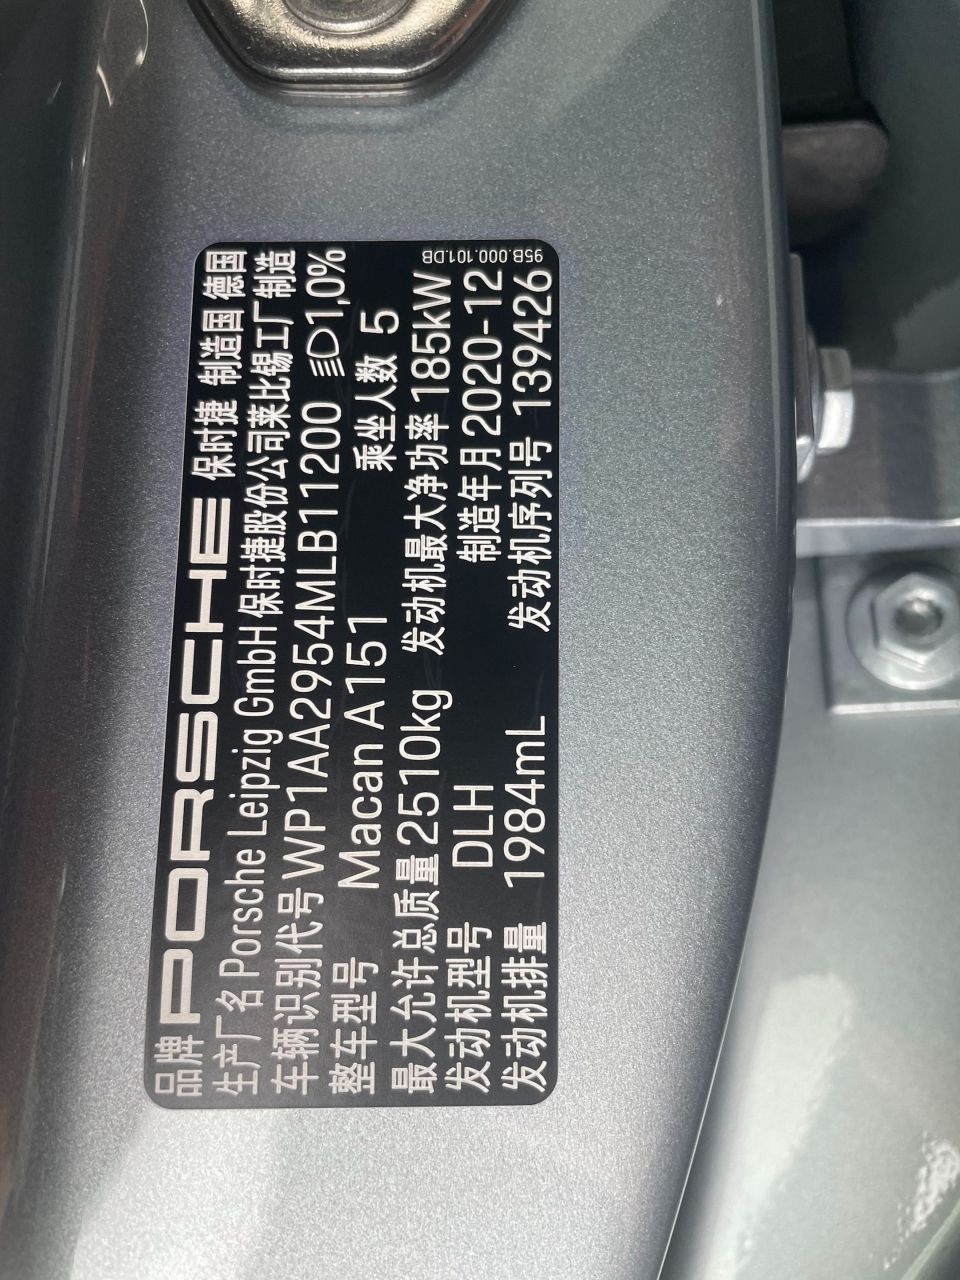 品牌 PORSCHE 保时捷 制造国 德国
生产厂名 Porsche Leipzig GmbH 保时捷股份公司莱比锡工厂制造
车辆识别代号 WP1AA2954MLB11200 1,0%
整车型号 Macan A151 乘坐人数 5
最大允许总质量 2510kg 发动机最大净功率 185kW
发动机型号 DLH 制造年月 2020-12
发动机排量 1984mL 发动机序列号 139426
95B.000.101.DB